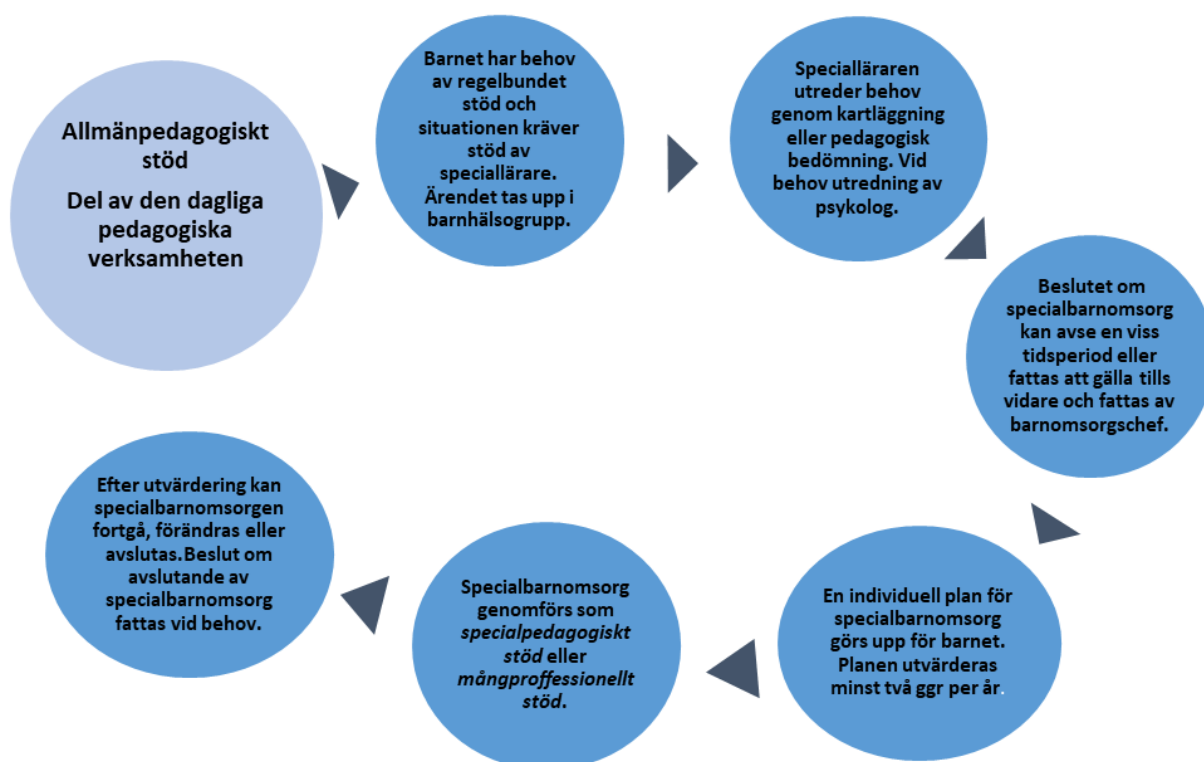 Allmänpedagogiskt
stöd
Del av den dagliga
pedagogiska
verksamheten
Barnet har behov
av regelbundet
stöd och
situationen kräver
stöd av
speciallärare.
Ärendet tas upp i
barnhälsogrupp.
Specialläraren
utreder behov
genom kartläggning
eller pedagogisk
bedömning. Vid
behov utredning av
psykolog.
Beslutet om
specialbarnomsorg
kan avse en viss
tidsperiod eller
fattas att gälla tills
vidare och fattas av
barnomsorgschef.
En individuell plan för
specialbarnomsorg
görs upp för barnet.
Planen utvärderas
minst två ggr per år.
Specialbarnomsorg
genomförs som
specialpedagogiskt
stöd eller
mångproffessionellt
stöd.
Efter utvärdering kan
specialbarnomsorgen
fortgå, förändras eller
avslutas.Beslut om
avslutande av
specialbarnomsorg
fattas vid behov.